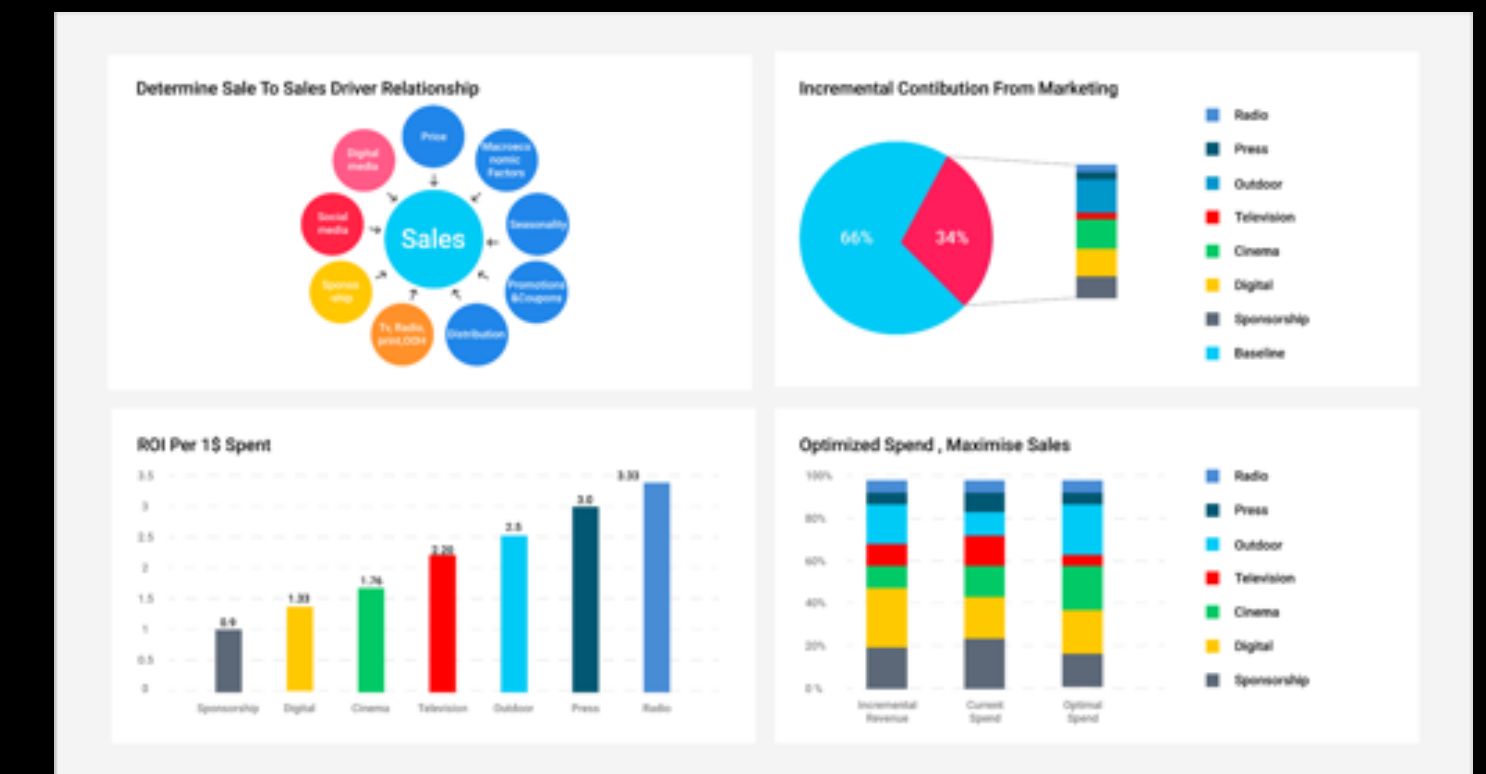 Determine Sale To Sales Driver Relationship
Price
Digital
media
Macroeco
nomic
Factors
Social
media
Sales
Seasonality
Sponso
-ship
Promotions
&Coupons
Tv, Radio,
print,OOH
Distribution
Incremental Contibution From Marketing
66%
34%
Radio
Press
Outdoor
Television
Cinema
Digital
Sponsorship
Baseline
ROI Per 1$ Spent
3.5
3
2.5
2
1.5
1
0.5
0
0.9
1.33
1.76
2.20
2.5
3.0
3.33
Sponsorship
Digital
Cinema
Television
Outdoor
Press
Radio
Optimized Spend , Maximise Sales
100%
80%
60%
40%
20%
0 %
Incremental
Revenue
Current
Spend
Optimal
Spend
Radio
Press
Outdoor
Television
Cinema
Digital
Sponsorship